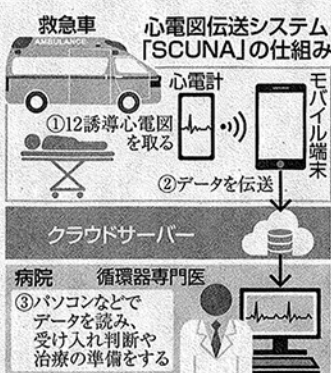 救急車
心電図伝送システム
「SCUNA」の仕組み
AMBULANCE
心電計
モバイル端末
①12誘導心電図
を取る
②データを伝送
クラウドサーバー
病院
循環器専門医
③パソコンなどで
データを読み、
受け入れ判断や
治療の準備をする